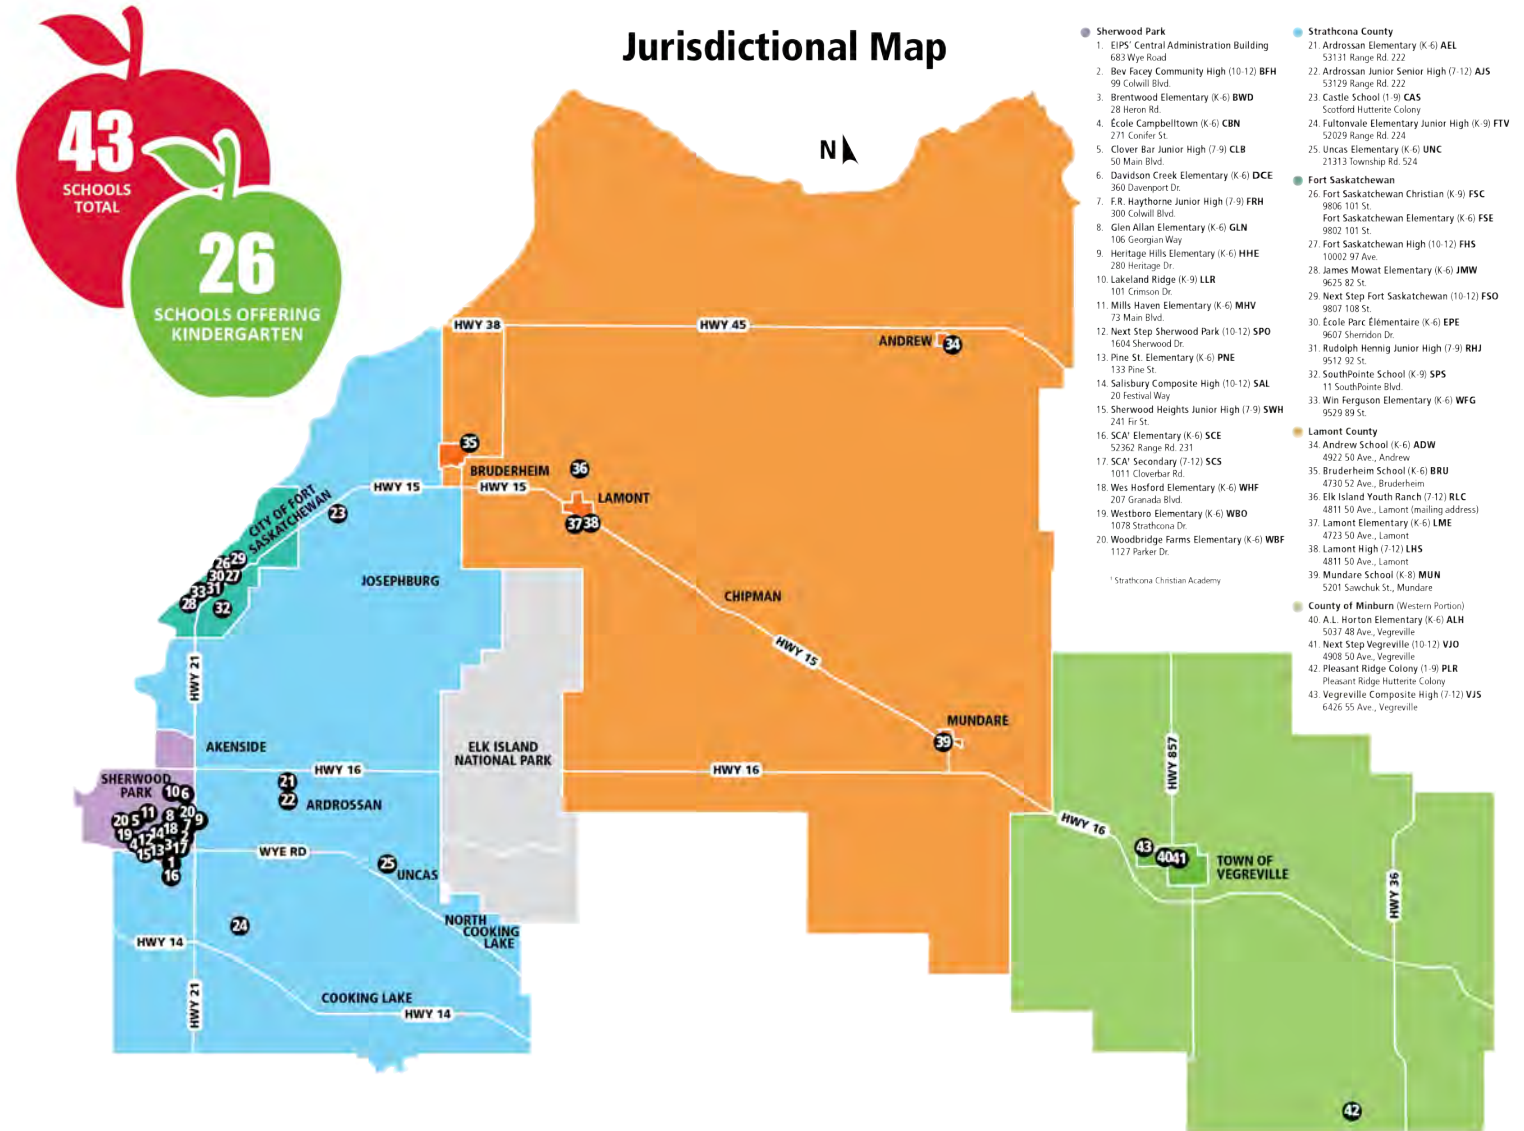 Jurisdictional Map
43
SCHOOLS
TOTAL
26
SCHOOLS OFFERING
KINDERGARTEN
N
Sherwood Park
1. EIPS' Central Administration Building
683 Wye Road
2. Bev Facey Community High (10-12) BFH
99 Colwill Blvd.
3. Brentwood Elementary (K-6) BWD
28 Heron Rd.
4. École Campbelltown (K-6) CBN
271 Conifer St.
5. Clover Bar Junior High (7-9) CLB
50 Main Blvd.
6. Davidson Creek Elementary (K-6) DCE
360 Davenport Dr.
7. F.R. Haythorne Junior High (7-9) FRH
300 Colwill Blvd.
8. Glen Allan Elementary (K-6) GLN
106 Georgian Way
9. Heritage Hills Elementary (K-6) HHE
280 Heritage Dr.
10. Lakeland Ridge (K-9) LLR
101 Crimson Dr.
11. Mills Haven Elementary (K-6) MHV
73 Main Blvd.
12. Next Step Sherwood Park (10-12) SPO
1604 Sherwood Dr.
13. Pine St. Elementary (K-6) PNE
133 Pine St.
14. Salisbury Composite High (10-12) SAL
20 Festival Way
15. Sherwood Heights Junior High (7-9) SWH
241 Fir St.
16. SCA¹ Elementary (K-6) SCE
52362 Range Rd. 231
17. SCA¹ Secondary (7-12) SCS
1011 Cloverbar Rd.
18. Wes Hosford Elementary (K-6) WHF
207 Granada Blvd.
19. Westboro Elementary (K-6) WBO
1078 Strathcona Dr.
20. Woodbridge Farms Elementary (K-6) WBF
1127 Parker Dr.
¹ Strathcona Christian Academy
Strathcona County
21. Ardrossan Elementary (K-6) AEL
53131 Range Rd. 222
22. Ardrossan Junior Senior High (7-12) AJS
53129 Range Rd. 222
23. Castle School (1-9) CAS
Scotford Hutterite Colony
24. Fultonvale Elementary Junior High (K-9) FTV
52029 Range Rd. 224
25. Uncas Elementary (K-6) UNC
21313 Township Rd. 524
Fort Saskatchewan
26. Fort Saskatchewan Christian (K-9) FSC
9806 101 St.
Fort Saskatchewan Elementary (K-6) FSE
9802 101 St.
27. Fort Saskatchewan High (10-12) FHS
10002 97 Ave.
28. James Mowat Elementary (K-6) JMW
9625 82 St.
29. Next Step Fort Saskatchewan (10-12) FSO
9807 108 St.
30. École Parc Élémentaire (K-6) EPE
9607 Sherridon Dr.
31. Rudolph Hennig Junior High (7-9) RHJ
9512 92 St.
32. SouthPointe School (K-9) SPS
11 SouthPointe Blvd.
33. Win Ferguson Elementary (K-6) WFG
9529 89 St.
Lamont County
34. Andrew School (K-6) ADW
4922 50 Ave., Andrew
35. Bruderheim School (K-6) BRU
4730 52 Ave., Bruderheim
36. Elk Island Youth Ranch (7-12) RLC
4811 50 Ave., Lamont (mailing address)
37. Lamont Elementary (K-6) LME
4723 50 Ave., Lamont
38. Lamont High (7-12) LHS
4811 50 Ave., Lamont
39. Mundare School (K-8) MUN
5201 Sawchuk St., Mundare
County of Minburn (Western Portion)
40. A.L. Horton Elementary (K-6) ALH
5037 48 Ave., Vegreville
41. Next Step Vegreville (10-12) VJO
4908 50 Ave., Vegreville
42. Pleasant Ridge Colony (1-9) PLR
Pleasant Ridge Hutterite Colony
43. Vegreville Composite High (7-12) VJS
6426 55 Ave., Vegreville
HWY 38
HWY 45
ANDREW
34
35
BRUDERHEIM
36
HWY 15
HWY 15
LAMONT
37 38
CITY OF FORT
SASKATCHEWAN
23
26 29
30 27
33 31
28
32
JOSEPHBURG
CHIPMAN
HWY 15
HWY 21
MUNDARE
39
AKENSIDE
ELK ISLAND
NATIONAL PARK
HWY 16
HWY 16
HWY 857
SHERWOOD
PARK
10 6
21
22
ARDROSSAN
11 8 20
20 5 7 9
19 14 18 2
4 12 3 17
15 13
1
16
WYE RD
25
UNCAS
HWY 16
43
40 41
TOWN OF
VEGREVILLE
HWY 36
24
NORTH
COOKING
LAKE
HWY 14
COOKING LAKE
HWY 21
HWY 14
42